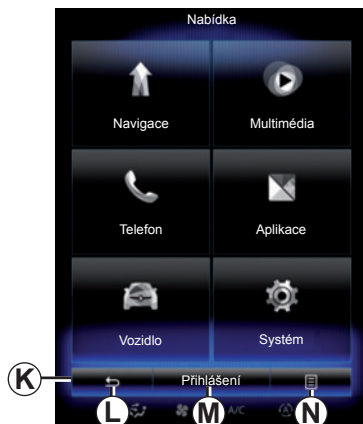 Nabídka
Navigace Multimédia
Telefon Aplikace
Vozidlo Systém
K Přihlášení
L M A/C N